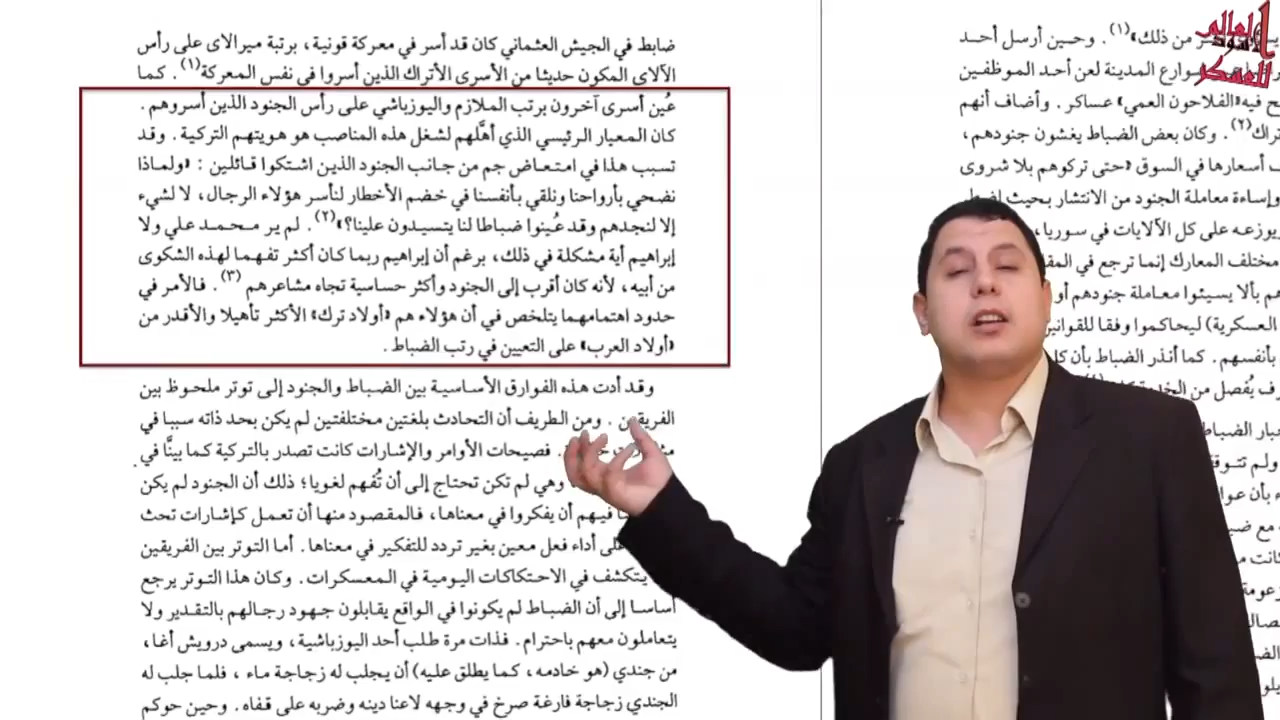 العالم
الأسود
للعسكر
من ذلك»(١). وحين أرسل أحد
سوارع المدينة لعن أحد الموظفين
ح فيه«الفلاحون العمي» عساكر. وأضاف أنهم
تراك»(٢). وكان بعض الضباط يغشون جنودهم،
أسعارها في السوق «حتى تركوهم بلا شروى
وإساءة معاملة الجنود من الانتشار بحيث
يوزعه على كل الآلايات في سوريا،
مختلف المعارك إنما ترجع في
م بألا يسيئوا معاملة جنودهم أو
العسكرية) ليحاكموا وفقا
بأنفسهم. كما أنذر الضباط بأن
ف يُفصل من
ضابط في الجيش العثماني كان قد أسر في معركة قونية، برتبة ميرالاى على رأس
الآلاى المكون حديثا من الأسرى الأتراك الذين أسروا في نفس المعركة(١). كما
عُين أسرى آخرون برتب الملازم واليوزباشي على رأس الجنود الذين أسروهم.
كان المعيار الرئيسي الذي أهَّلهم لشغل هذه المناصب هو هويتهم التركية. وقد
تسبب هذا في امتعاض جم من جانب الجنود الذين اشتكوا قائلين: «ولماذا
نضحي بأرواحنا ونلقي بأنفسنا في خضم الأخطار لنأسر هؤلاء الرجال، لا لشيء
إلا لنجدهم وقد عُينوا ضباطا لنا يتسيدون علينا؟»(٢). لم ير محمد علي ولا
إبراهيم أية مشكلة في ذلك، برغم أن إبراهيم ربما كان أكثر تفهما لهذه الشكوى
من أبيه، لأنه كان أقرب إلى الجنود وأكثر حساسية تجاه مشاعرهم(٣). فالأمر في
حدود اهتمامهما يتلخص في أن هؤلاء هم «أولاد ترك» الأكثر تأهيلا والأقدر من
«أولاد العرب» على التعيين في رتب الضباط.
وقد أدت هذه الفوارق الأساسية بين الضباط والجنود إلى توتر ملحوظ بين
الفريقين. ومن الطريف أن التحادث بلغتين مختلفتين لم يكن بحد ذاته سببا في
فصيحات الأوامر والإشارات كانت تصدر بالتركية كما بينَّا في
وهي لم تكن تحتاج إلى أن تُفهم لغويا؛ ذلك أن الجنود لم يكن
فيهم أن يفكروا في معناها، فالمقصود منها أن تعمل كإشارات تحث
على أداء فعل معين بغير تردد للتفكير في معناها. أما التوتر بين الفريقين
يتكشف في الاحتكاكات اليومية في المعسكرات. وكان هذا التوتر يرجع
أساسا إلى أن الضباط لم يكونوا في الواقع يقابلون جهود رجالهم بالتقدير ولا
يتعاملون معهم باحترام. فذات مرة طلب أحد اليوزباشية، ويسمى درويش أغا،
من جندي (هو خادمه، كما يطلق عليه) أن يجلب له زجاجة ماء، فلما جلب له
الجندي زجاجة فارغة صرخ في وجهه لاعنا دينه وضربه على قفاه. وحين حوكم